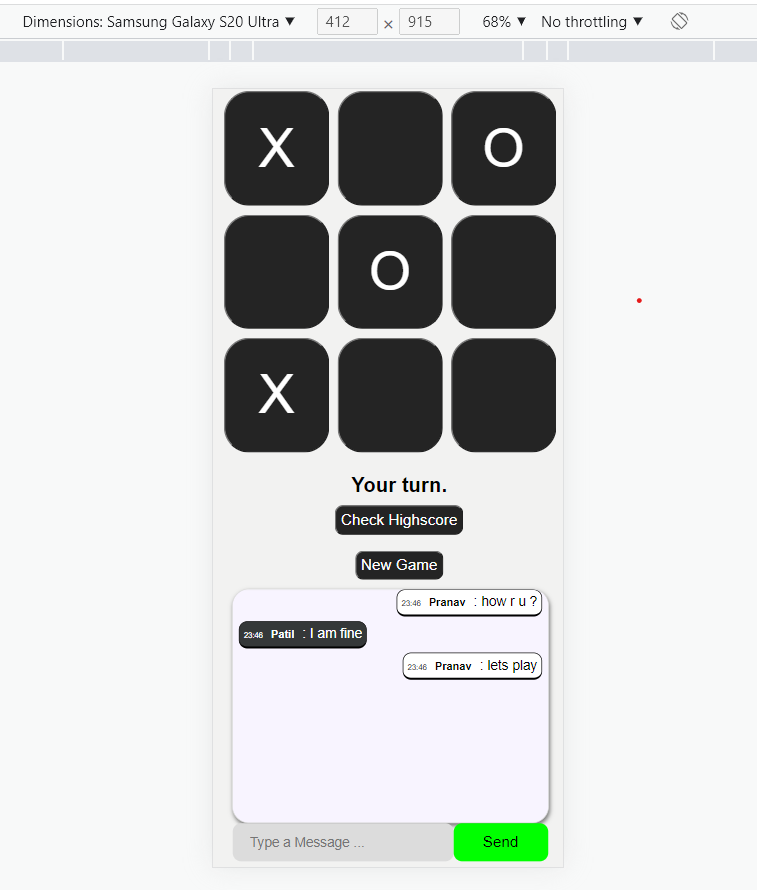 Dimensions: Samsung Galaxy S20 Ultra ▼ 412 × 915 68% ▼ No throttling ▼
X O
O
X
Your turn.
Check Highscore
New Game
23:46 Pranav : how r u ?
23:46 Patil : I am fine
23:46 Pranav : lets play
Type a Message ... Send